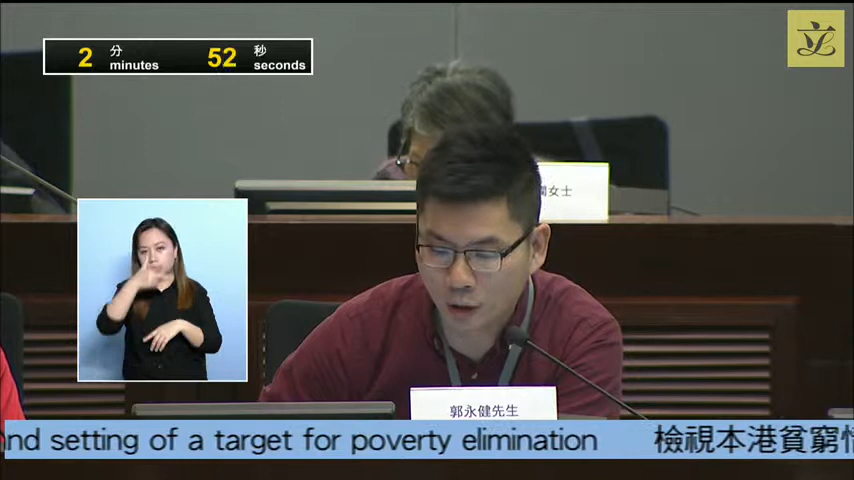 2 分 minutes 52 秒 seconds
女士
郭永健先生
nd setting of a target for poverty elimination 檢視本港貧窮